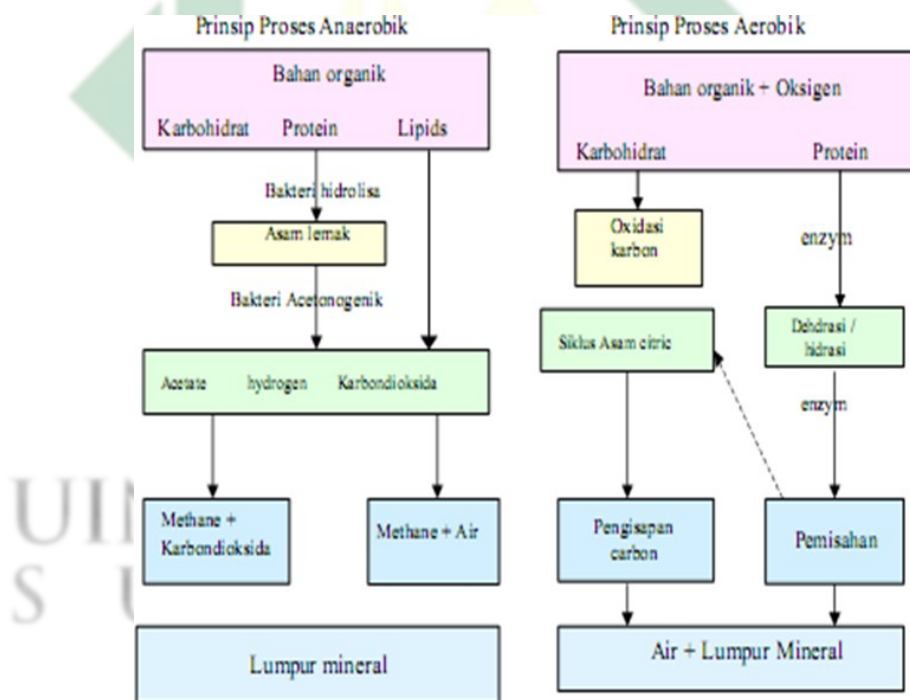 Prinsip Proses Anaerobik
Bahan organik
Karbohidrat Protein Lipids
Bakteri hidrolisa
Asam lemak
Bakteri Acetonogenik
Acetate hydrogen Karbondioksida
Methane +
Karbondioksida
Methane + Air
Lumpur mineral
Prinsip Proses Aerobik
Bahan organik + Oksigen
Karbohidrat Protein
Oxidasi
karbon
enzym
Siklus Asam citric
Dehdrasi /
hidrasi
enzym
Pengisapan
carbon
Pemisahan
Air + Lumpur Mineral
UI
S